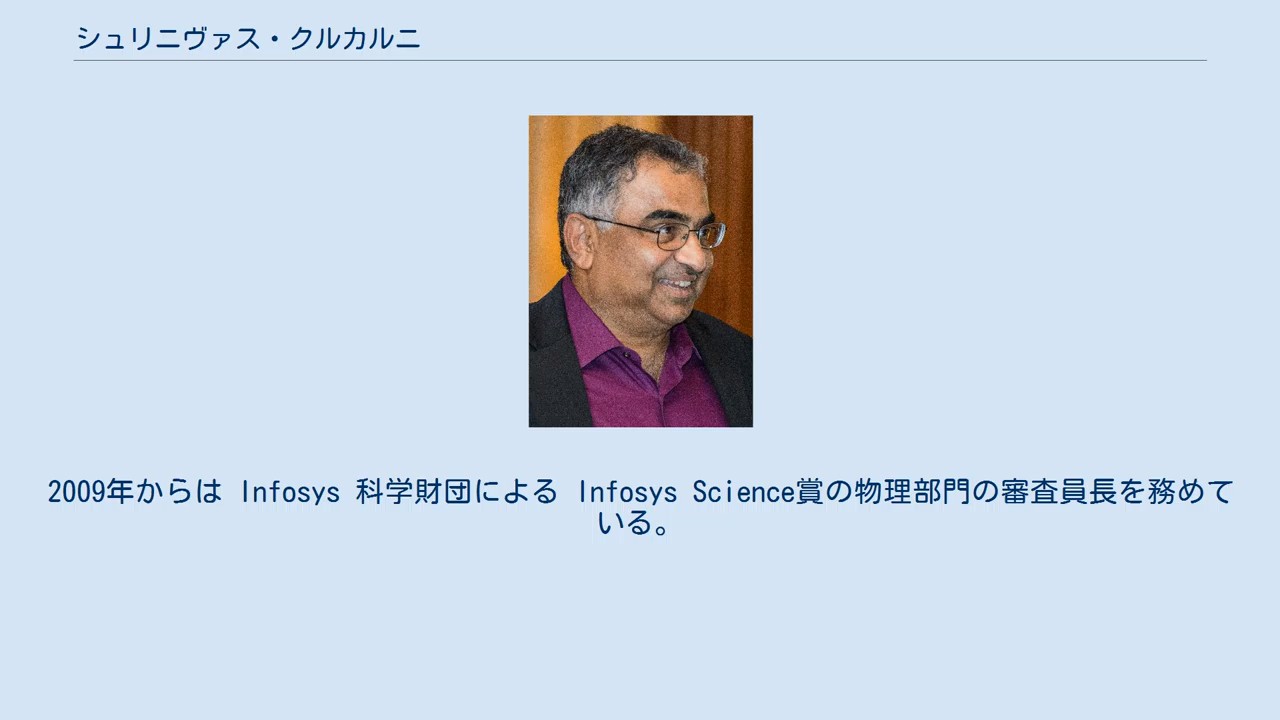 シュリニヴァス・クルカルニ
2009年からは Infosys 科学財団による Infosys Science賞の物理部門の審査員長を務めて
いる。